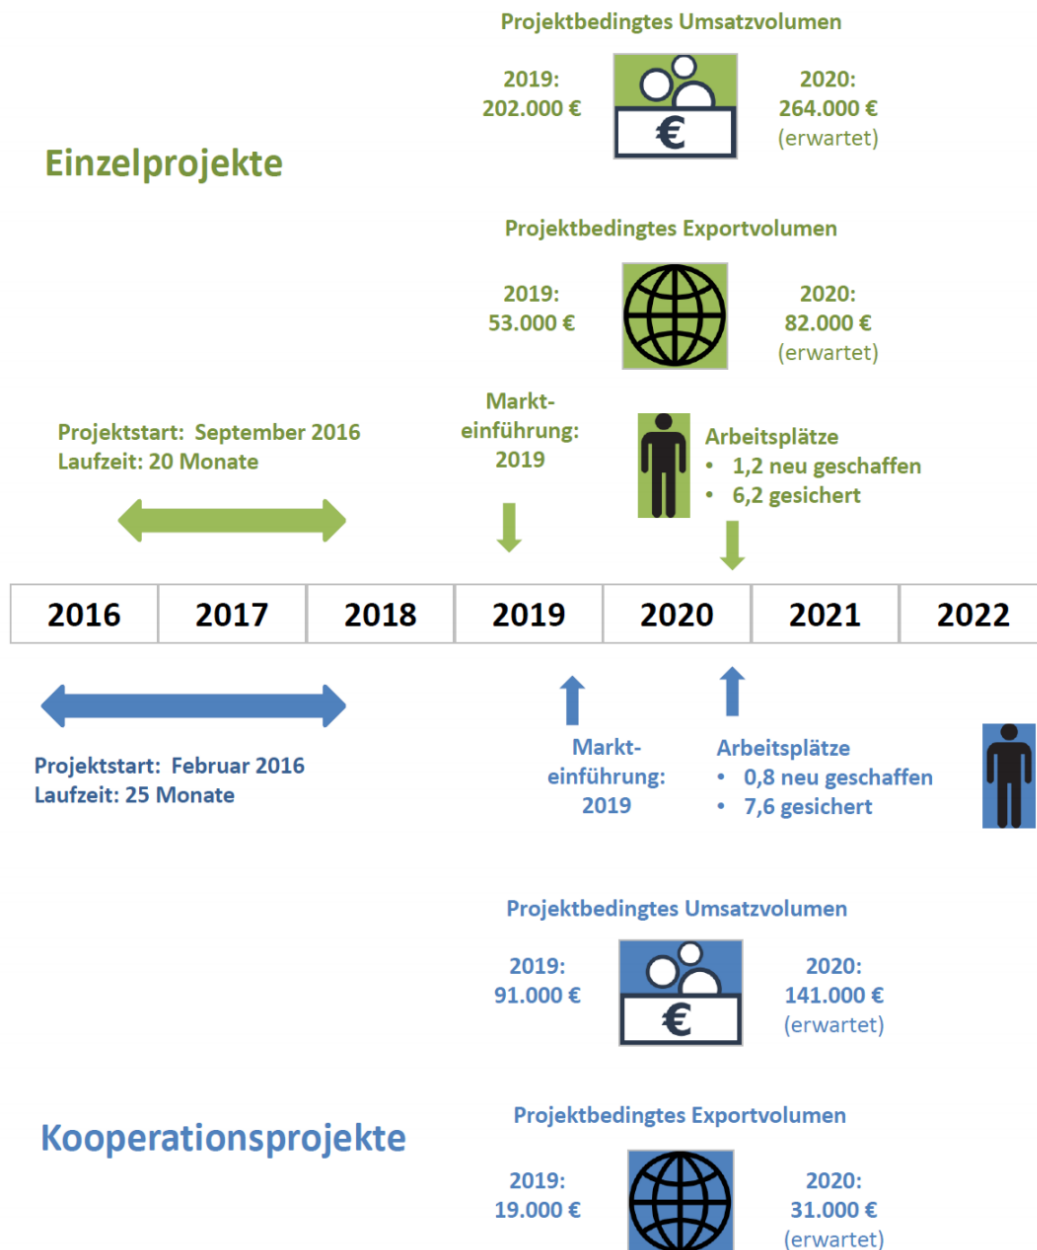 Projektbedingtes Umsatzvolumen
2019:
202.000 €
€
2020:
264.000 €
(erwartet)
Einzelprojekte
Projektbedingtes Exportvolumen
2019:
53.000 €
2020:
82.000 €
(erwartet)
Projektstart: September 2016
Laufzeit: 20 Monate
Markt-
einführung:
2019
Arbeitsplätze
• 1,2 neu geschaffen
• 6,2 gesichert
2016 2017 2018 2019 2020 2021 2022
Projektstart: Februar 2016
Laufzeit: 25 Monate
Markt-
einführung:
2019
Arbeitsplätze
• 0,8 neu geschaffen
• 7,6 gesichert
Projektbedingtes Umsatzvolumen
2019:
91.000 €
€
2020:
141.000 €
(erwartet)
Kooperationsprojekte
Projektbedingtes Exportvolumen
2019:
19.000 €
2020:
31.000 €
(erwartet)